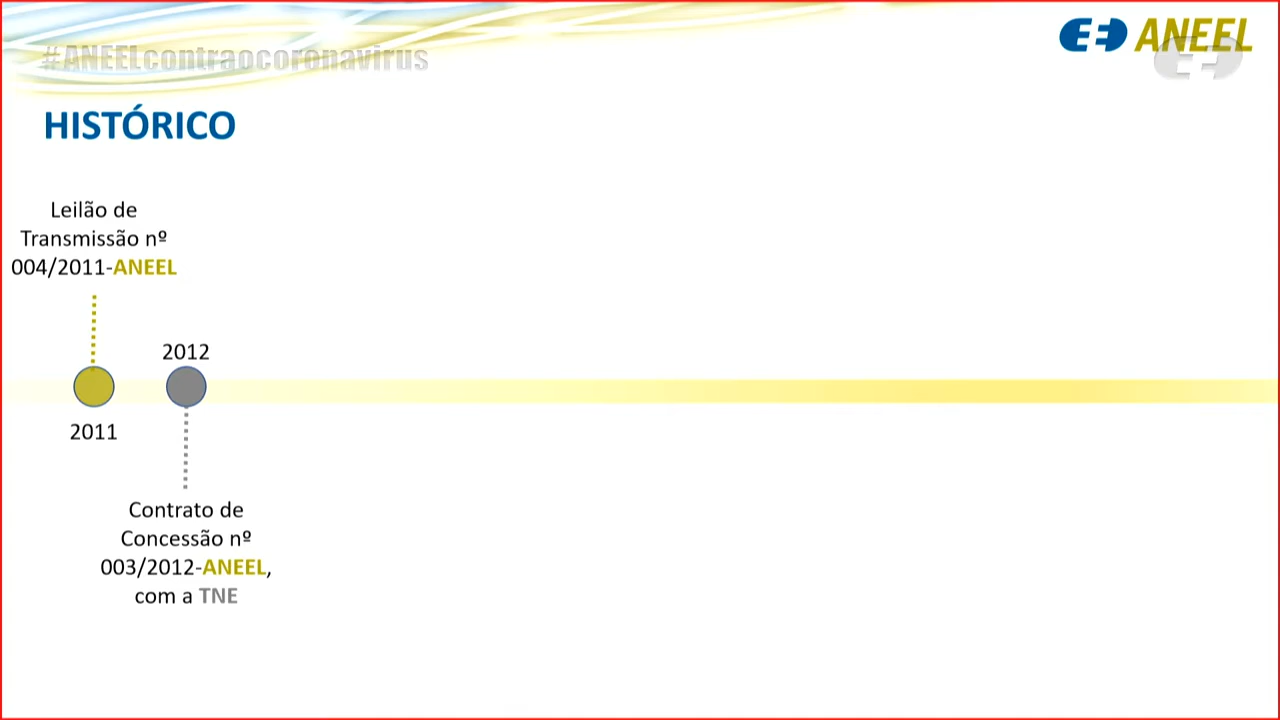 #ANEELcontraocoronavirus
ANEEL
HISTÓRICO
Leilão de
Transmissão nº
004/2011-ANEEL
2012
2011
Contrato de
Concessão nº
003/2012-ANEEL,
com a TNE